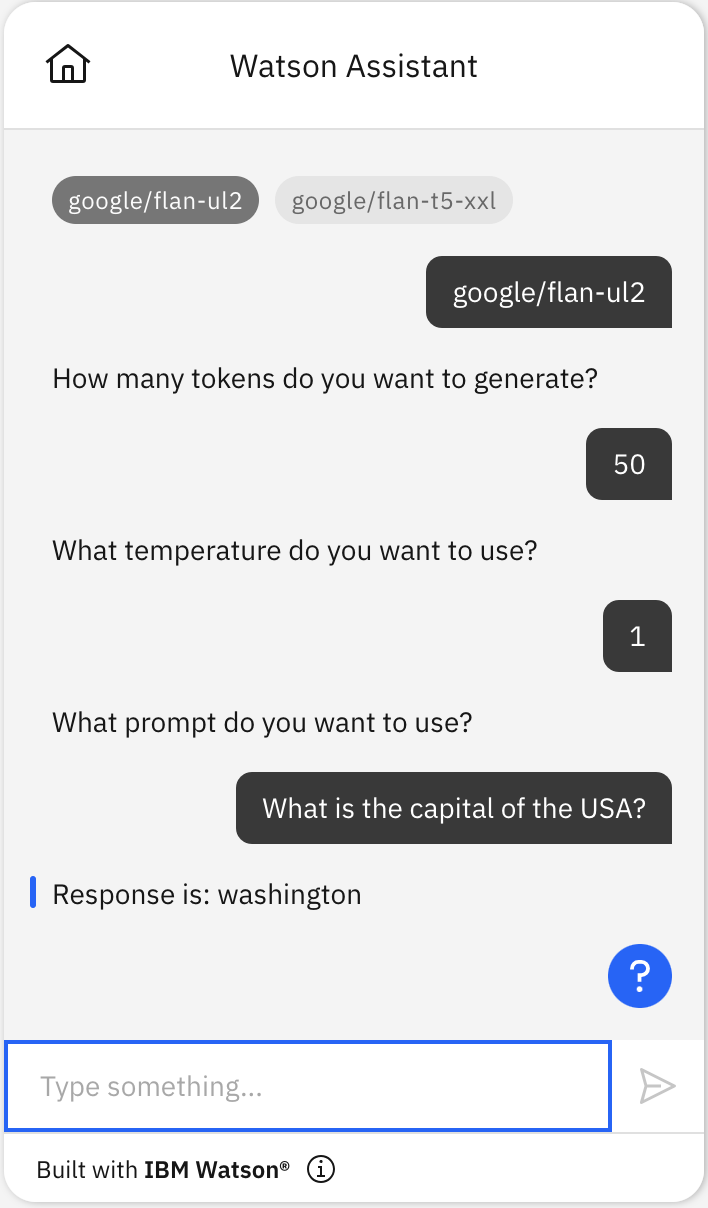 Watson Assistant
google/flan-ul2 google/flan-t5-xxl
google/flan-ul2
How many tokens do you want to generate?
50
What temperature do you want to use?
1
What prompt do you want to use?
What is the capital of the USA?
Response is: washington
?
Type something...
Built with IBM Watson®